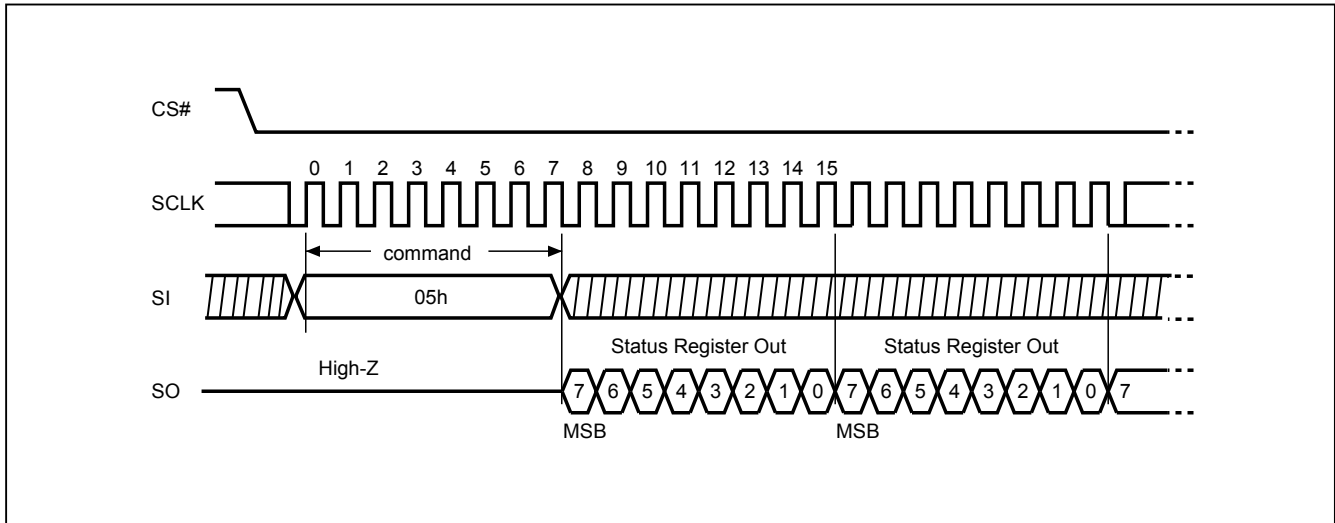 CS#
0 1 2 3 4 5 6 7 8 9 10 11 12 13 14 15
SCLK
command
SI
05h
Status Register Out Status Register Out
High-Z
SO
7 6 5 4 3 2 1 0 7 6 5 4 3 2 1 0 7
MSB MSB